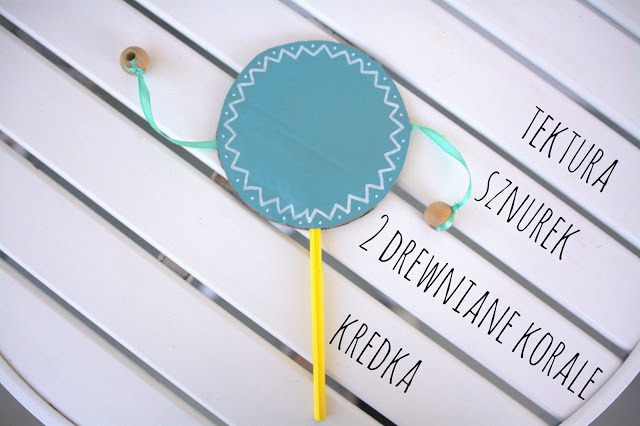 TEKTURA
SZNUREK
2 DREWNIANE KORALE
KREDKA